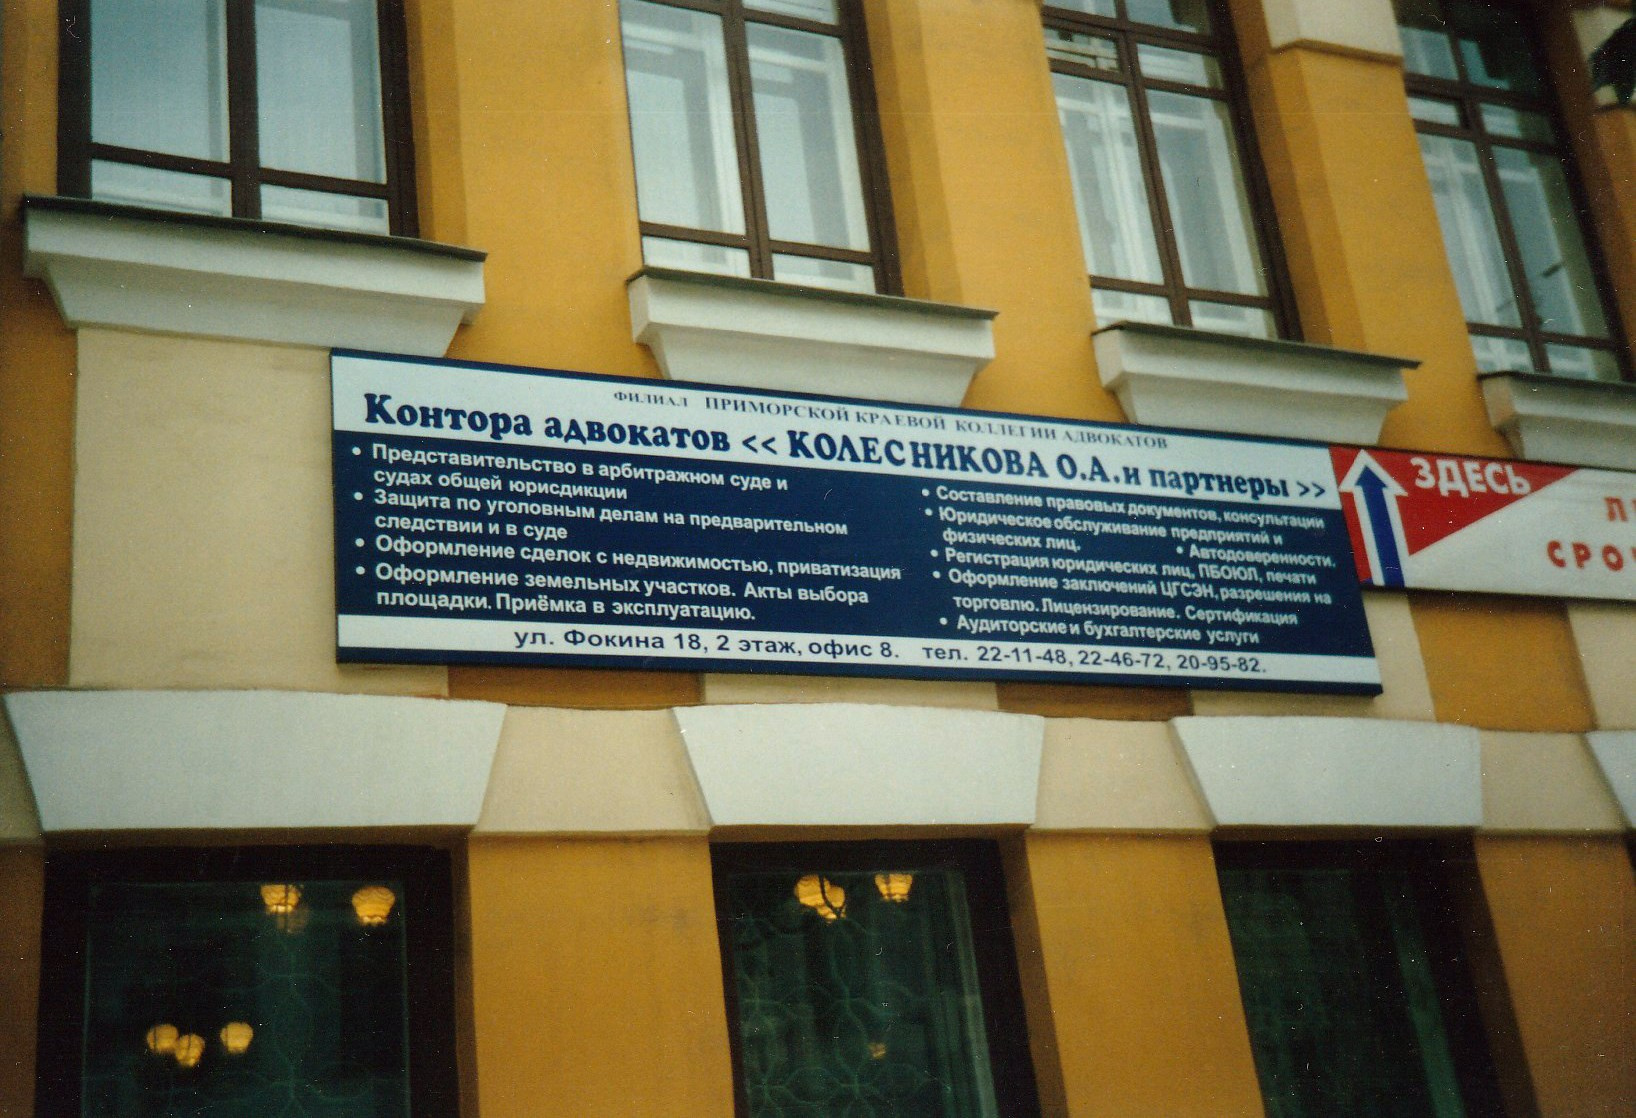 ФИЛИАЛ ПРИМОРСКОЙ КРАЕВОЙ КОЛЛЕГИИ АДВОКАТОВ
Контора адвокатов << КОЛЕСНИКОВА О.А. и партнеры >>
• Представительство в арбитражном суде и
судах общей юрисдикции
• Защита по уголовным делам на предварительном
следствии и в суде
• Оформление сделок с недвижимостью, приватизация
• Оформление земельных участков. Акты выбора
площадки. Приёмка в эксплуатацию.
• Составление правовых документов, консультации
• Юридическое обслуживание предприятий и
физических лиц. • Автодоверенности.
• Регистрация юридических лиц, ПБОЮЛ, печати
• Оформление заключений ЦГСЭН, разрешения на
торговлю. Лицензирование. Сертификация
• Аудиторские и бухгалтерские услуги
ул. Фокина 18, 2 этаж, офис 8. тел. 22-11-48, 22-46-72, 20-95-82.
ЗДЕСЬ